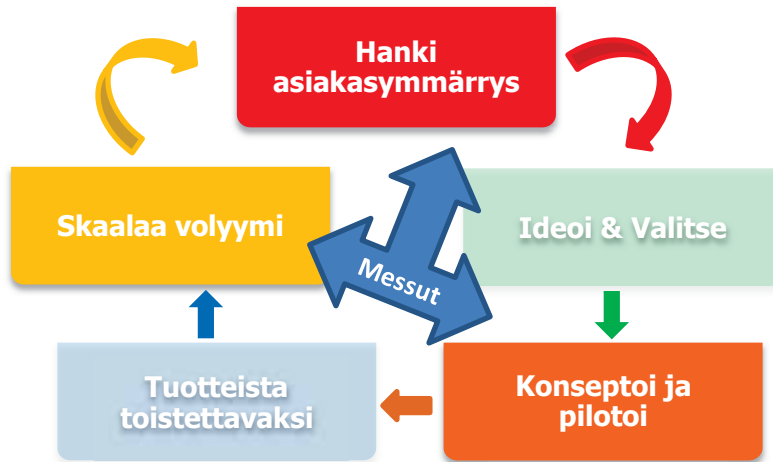 Hanki
asiakasymmärrys
Skaalaa volyymi
Ideoi & Valitse
Messut
Tuotteista
toistettavaksi
Konseptoi ja
pilotoi